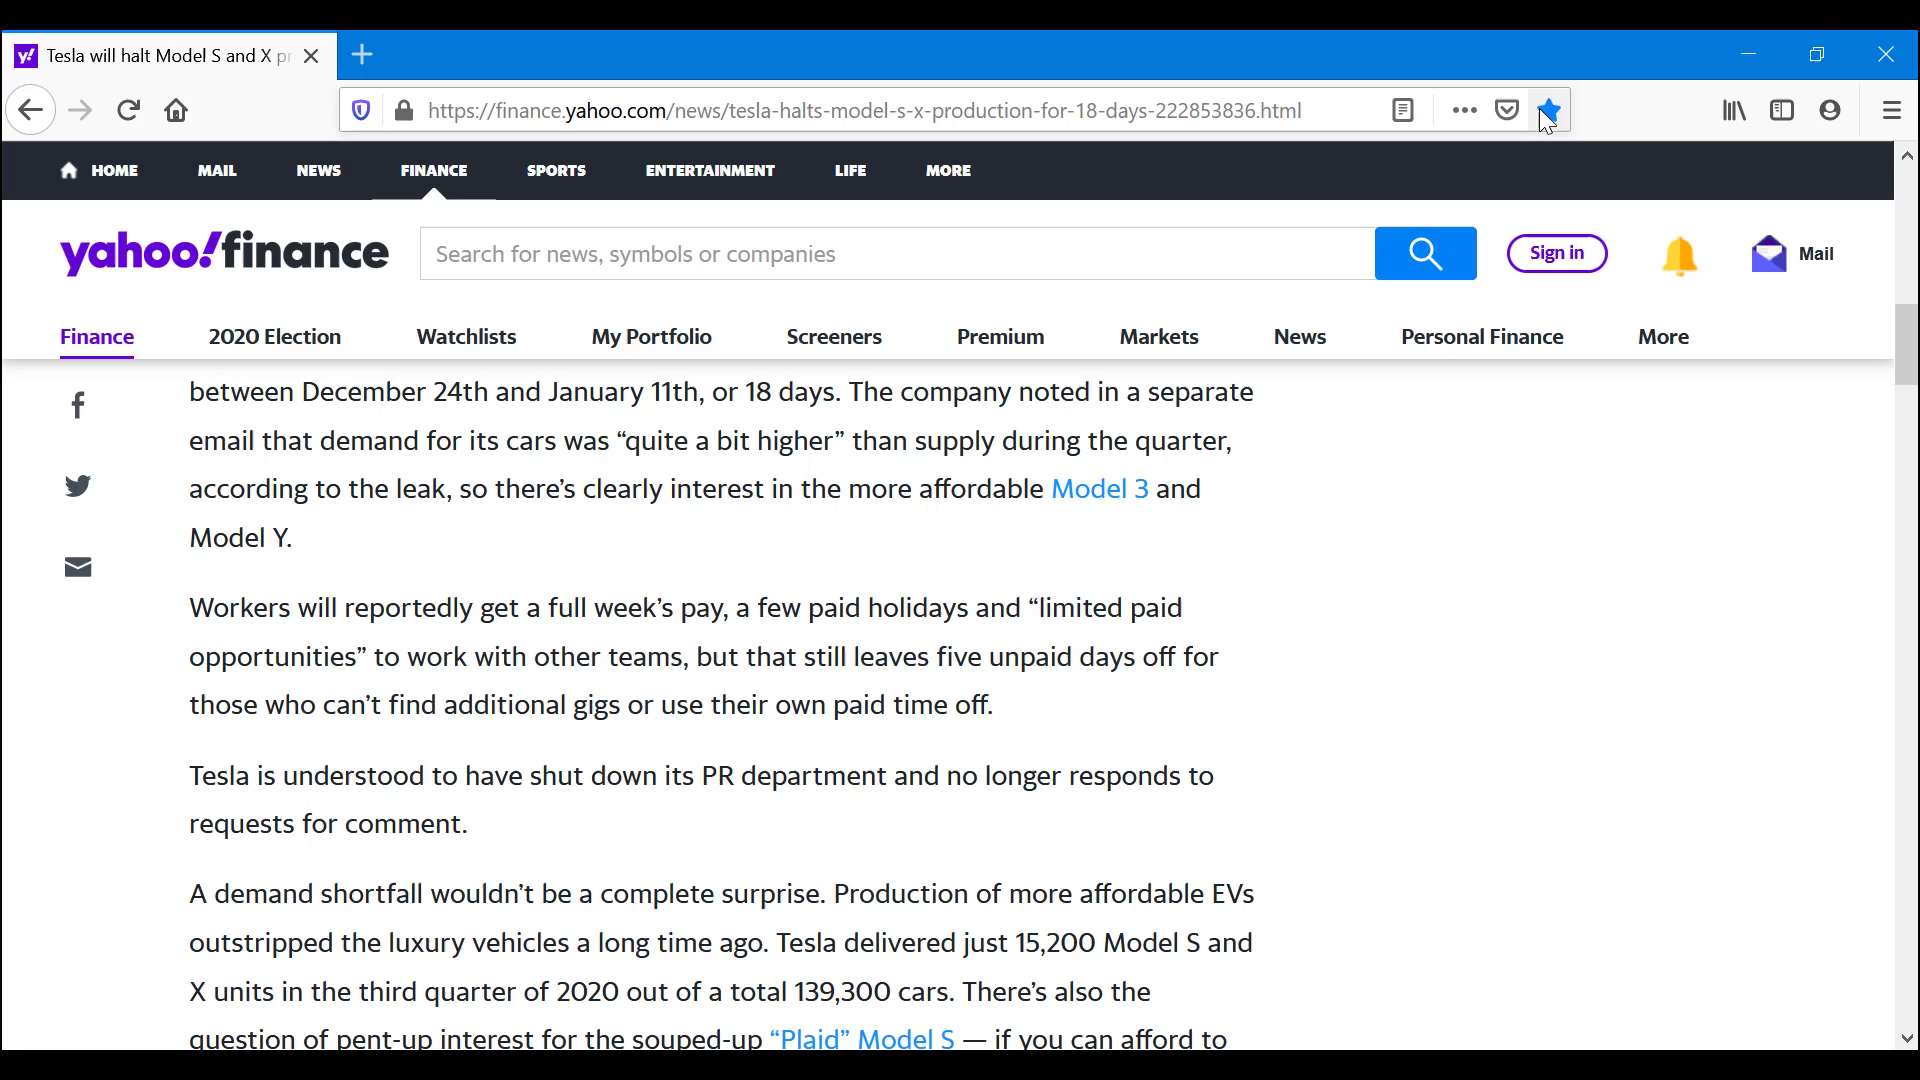 y! Tesla will halt Model S and X pr
https://finance.yahoo.com/news/tesla-halts-model-s-x-production-for-18-days-222853836.html
HOME MAIL NEWS FINANCE SPORTS ENTERTAINMENT LIFE MORE
yahoo!finance Search for news, symbols or companies Sign in Mail
Finance 2020 Election Watchlists My Portfolio Screeners Premium Markets News Personal Finance More
between December 24th and January 11th, or 18 days. The company noted in a separate
email that demand for its cars was “quite a bit higher” than supply during the quarter,
according to the leak, so there’s clearly interest in the more affordable Model 3 and
Model Y.
Workers will reportedly get a full week’s pay, a few paid holidays and “limited paid
opportunities” to work with other teams, but that still leaves five unpaid days off for
those who can’t find additional gigs or use their own paid time off.
Tesla is understood to have shut down its PR department and no longer responds to
requests for comment.
A demand shortfall wouldn’t be a complete surprise. Production of more affordable EVs
outstripped the luxury vehicles a long time ago. Tesla delivered just 15,200 Model S and
X units in the third quarter of 2020 out of a total 139,300 cars. There’s also the
question of pent-up interest for the souped-up “Plaid” Model S — if you can afford to